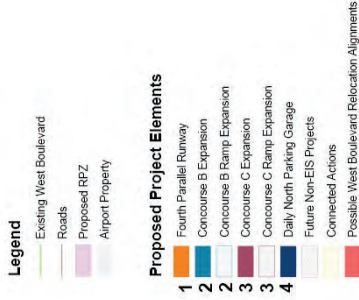 Legend
Existing West Boulevard
Roads
Proposed RPZ
Airport Property
Proposed Project Elements
1 Fourth Parallel Runway
2 Concourse B Expansion
2 Concourse B Ramp Expansion
3 Concourse C Expansion
3 Concourse C Ramp Expansion
4 Daily North Parking Garage
Future Non-EIS Projects
Connected Actions
Possible West Boulevard Relocation Alignments